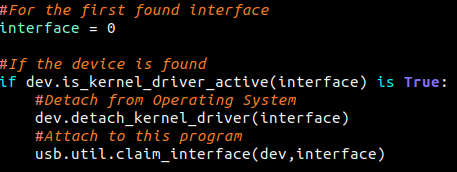 #For the first found interface
interface = 0
#If the device is found
if dev.is_kernel_driver_active(interface) is True:
#Detach from Operating System
dev.detach_kernel_driver(interface)
#Attach to this program
usb.util.claim_interface(dev,interface)